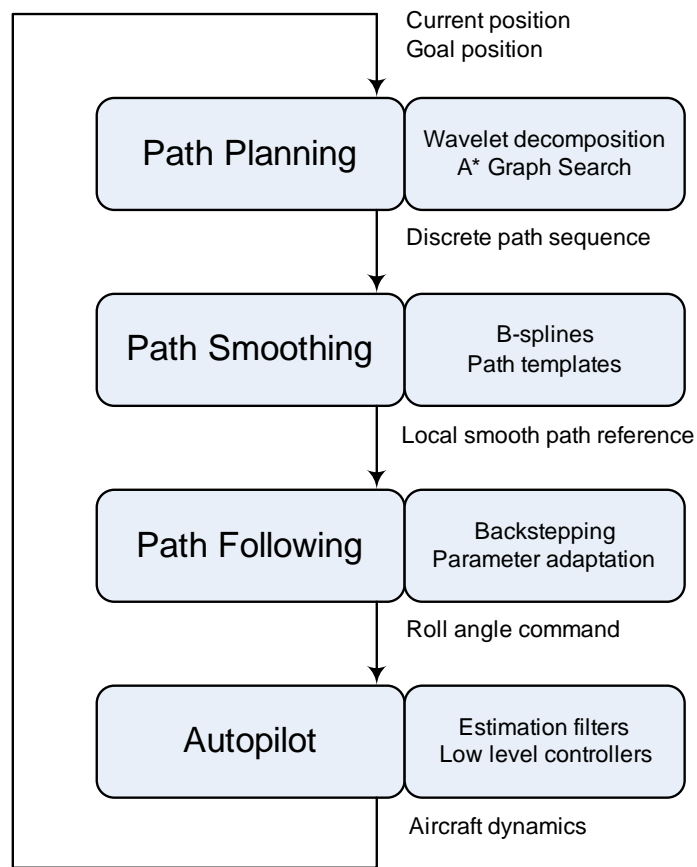 Current position
Goal position
Path Planning
Wavelet decomposition
A* Graph Search
Discrete path sequence
Path Smoothing
B-splines
Path templates
Local smooth path reference
Path Following
Backstepping
Parameter adaptation
Roll angle command
Autopilot
Estimation filters
Low level controllers
Aircraft dynamics